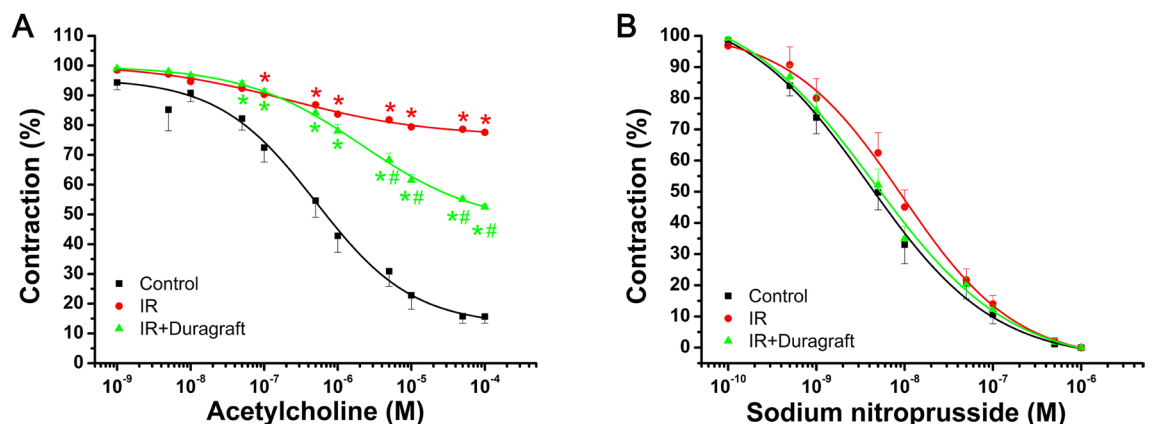 A
110
100
90
80
70
60
50
40
30
20
10
0
Contraction (%)
* * * * * * *
* * * * *# *# *# *#
Control
IR
IR+Duragraft
10⁻⁹ 10⁻⁸ 10⁻⁷ 10⁻⁶ 10⁻⁵ 10⁻⁴
Acetylcholine (M)
B
100
90
80
70
60
50
40
30
20
10
0
Contraction (%)
Control
IR
IR+Duragraft
10⁻¹⁰ 10⁻⁹ 10⁻⁸ 10⁻⁷ 10⁻⁶
Sodium nitroprusside (M)